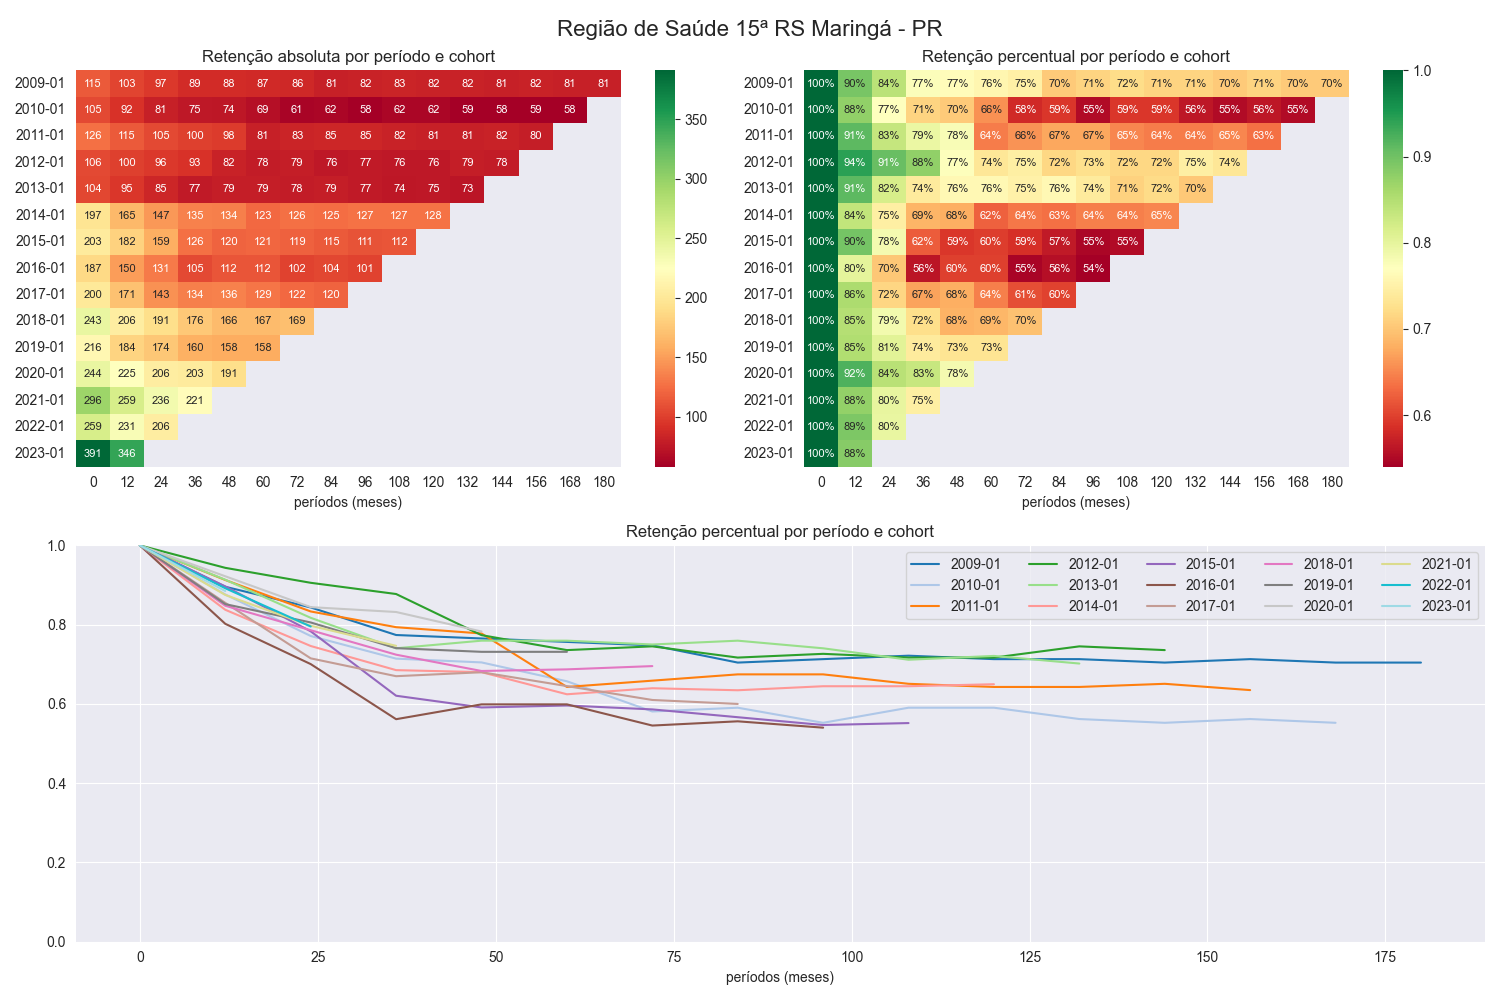 Região de Saúde 15ª RS Maringá - PR
Retenção absoluta por período e cohort
2009-01 115 103 97 89 88 87 86 81 82 83 82 82 81 82 81 81
2010-01 105 92 81 75 74 69 61 62 58 62 62 59 58 59 58
2011-01 126 115 105 100 98 81 83 85 85 82 81 81 82 80
2012-01 106 100 96 93 82 78 79 76 77 76 76 79 78
2013-01 104 95 85 77 79 79 78 79 77 74 75 73
2014-01 197 165 147 135 134 123 126 125 127 127 128
2015-01 203 182 159 126 120 121 119 115 111 112
2016-01 187 150 131 105 112 112 102 104 101
2017-01 200 171 143 134 136 129 122 120
2018-01 243 206 191 176 166 167 169
2019-01 216 184 174 160 158 158
2020-01 244 225 206 203 191
2021-01 296 259 236 221
2022-01 259 231 206
2023-01 391 346
0 12 24 36 48 60 72 84 96 108 120 132 144 156 168 180
períodos (meses)
350
300
250
200
150
100
Retenção percentual por período e cohort
2009-01 100% 90% 84% 77% 77% 76% 75% 70% 71% 72% 71% 71% 70% 71% 70% 70%
2010-01 100% 88% 77% 71% 70% 66% 58% 59% 55% 59% 59% 56% 55% 56% 55%
2011-01 100% 91% 83% 79% 78% 64% 66% 67% 67% 65% 64% 64% 65% 63%
2012-01 100% 94% 91% 88% 77% 74% 75% 72% 73% 72% 72% 75% 74%
2013-01 100% 91% 82% 74% 76% 76% 75% 76% 74% 71% 72% 70%
2014-01 100% 84% 75% 69% 68% 62% 64% 63% 64% 64% 65%
2015-01 100% 90% 78% 62% 59% 60% 59% 57% 55% 55%
2016-01 100% 80% 70% 56% 60% 60% 55% 56% 54%
2017-01 100% 86% 72% 67% 68% 64% 61% 60%
2018-01 100% 85% 79% 72% 68% 69% 70%
2019-01 100% 85% 81% 74% 73% 73%
2020-01 100% 92% 84% 83% 78%
2021-01 100% 88% 80% 75%
2022-01 100% 89% 80%
2023-01 100% 88%
0 12 24 36 48 60 72 84 96 108 120 132 144 156 168 180
períodos (meses)
1.0
0.9
0.8
0.7
0.6
Retenção percentual por período e cohort
1.0
0.8
0.6
0.4
0.2
0.0
2009-01 2012-01 2015-01 2018-01 2021-01
2010-01 2013-01 2016-01 2019-01 2022-01
2011-01 2014-01 2017-01 2020-01 2023-01
0 25 50 75 100 125 150 175
períodos (meses)